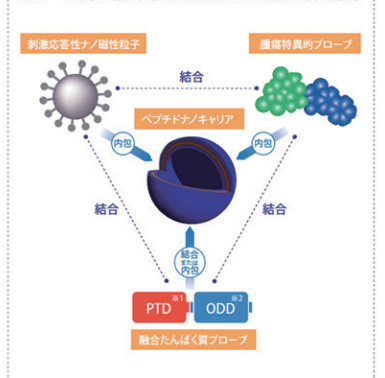 刺激応答性ナノ磁性粒子
腫瘍特異的プローブ
結合
ペプチドナノキャリア
内包
内包
結合
結合
結合
または
内包
PTD ※1
ODD ※2
融合たんぱく質プローブ